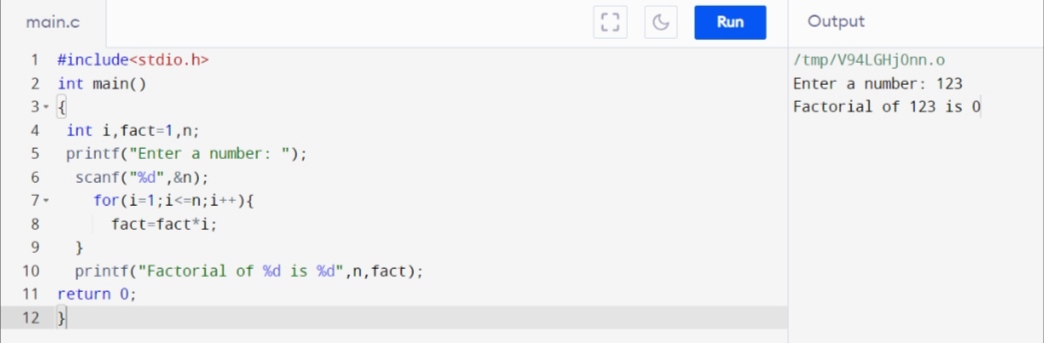 main.c
Run
Output
1 #include<stdio.h>
2 int main()
3 {
4 int i,fact=1,n;
5 printf("Enter a number: ");
6 scanf("%d",&n);
7 for(i=1;i<=n;i++){
8 fact=fact*i;
9 }
10 printf("Factorial of %d is %d",n,fact);
11 return 0;
12 }
/tmp/V94LGHj0nn.o
Enter a number: 123
Factorial of 123 is 0